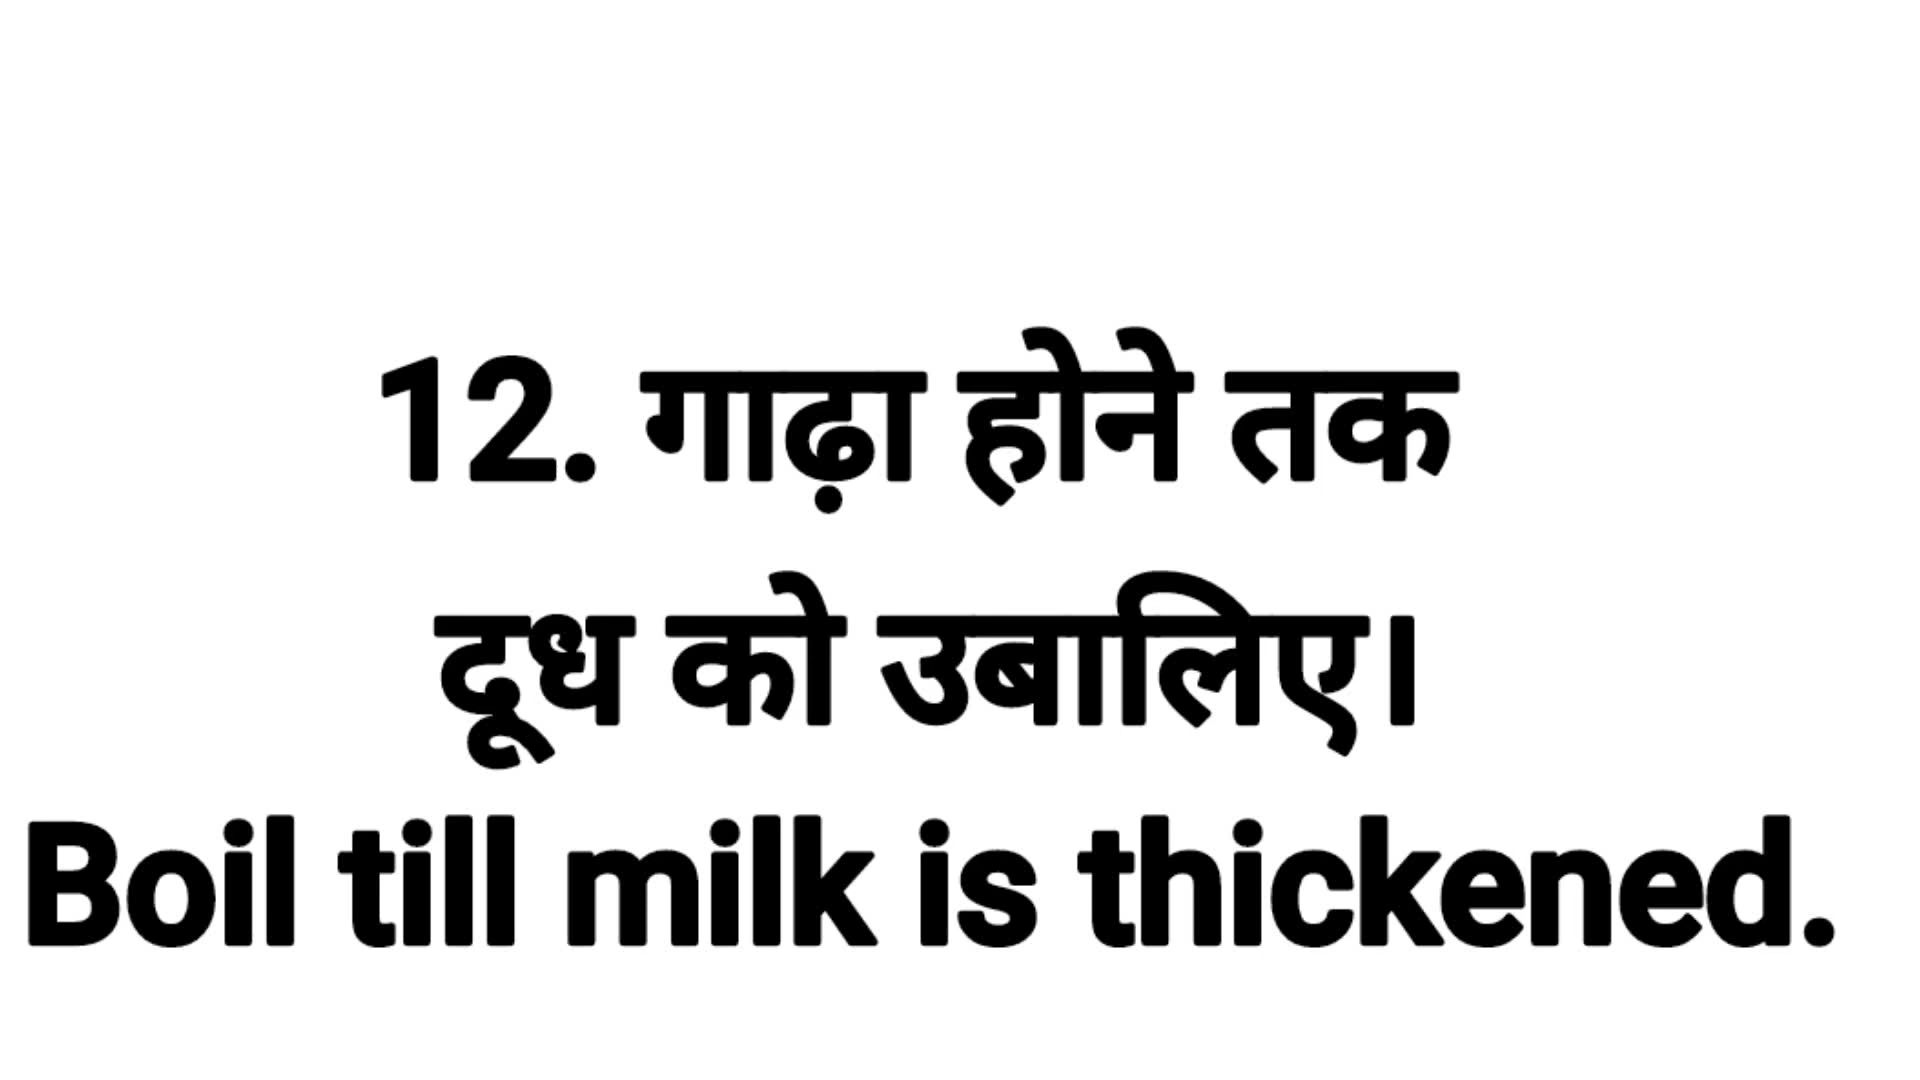 12. गाढ़ा होने तक
दूध को उबालिए।
Boil till milk is thickened.